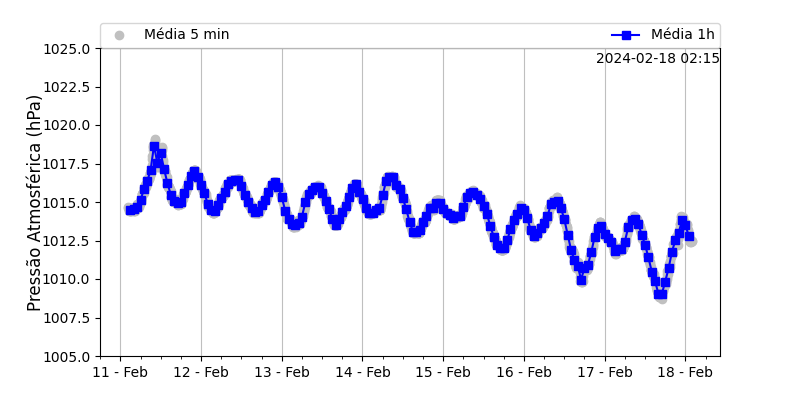 Média 5 min
Média 1h
2024-02-18 02:15
Pressão Atmosférica (hPa)
1025.0
1022.5
1020.0
1017.5
1015.0
1012.5
1010.0
1007.5
1005.0
11 - Feb
12 - Feb
13 - Feb
14 - Feb
15 - Feb
16 - Feb
17 - Feb
18 - Feb